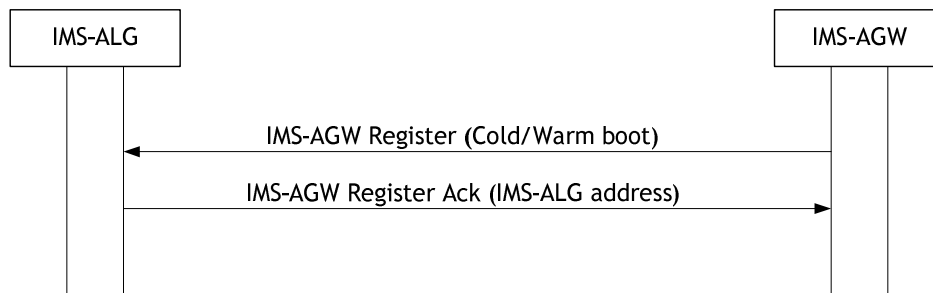 IMS-ALG
IMS-AGW
IMS-AGW Register (Cold/Warm boot)
IMS-AGW Register Ack (IMS-ALG address)